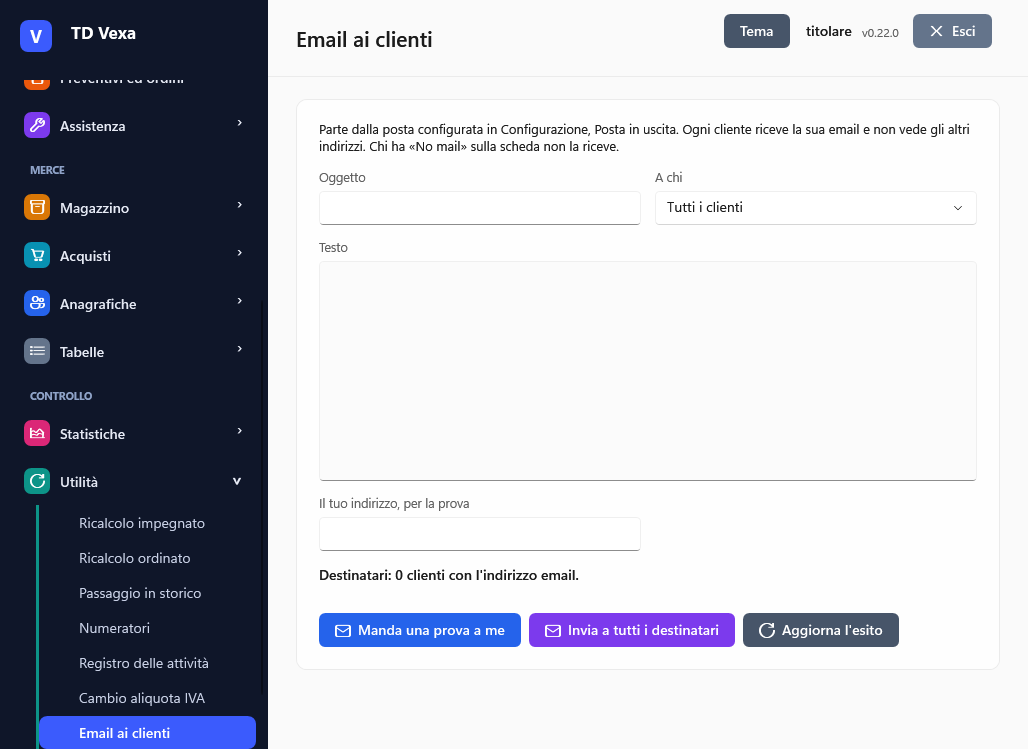 V
TD Vexa
Preventivi ed ordini
Assistenza
MERCE
Magazzino
Acquisti
Anagrafiche
Tabelle
CONTROLLO
Statistiche
Utilità
Ricalcolo impegnato
Ricalcolo ordinato
Passaggio in storico
Numeratori
Registro delle attività
Cambio aliquota IVA
Email ai clienti
Email ai clienti
Tema
titolare v0.22.0
Esci
Parte dalla posta configurata in Configurazione, Posta in uscita. Ogni cliente riceve la sua email e non vede gli altri
indirizzi. Chi ha «No mail» sulla scheda non la riceve.
Oggetto
A chi
Tutti i clienti
Testo
Il tuo indirizzo, per la prova
Destinatari: 0 clienti con l'indirizzo email.
Manda una prova a me
Invia a tutti i destinatari
Aggiorna l'esito